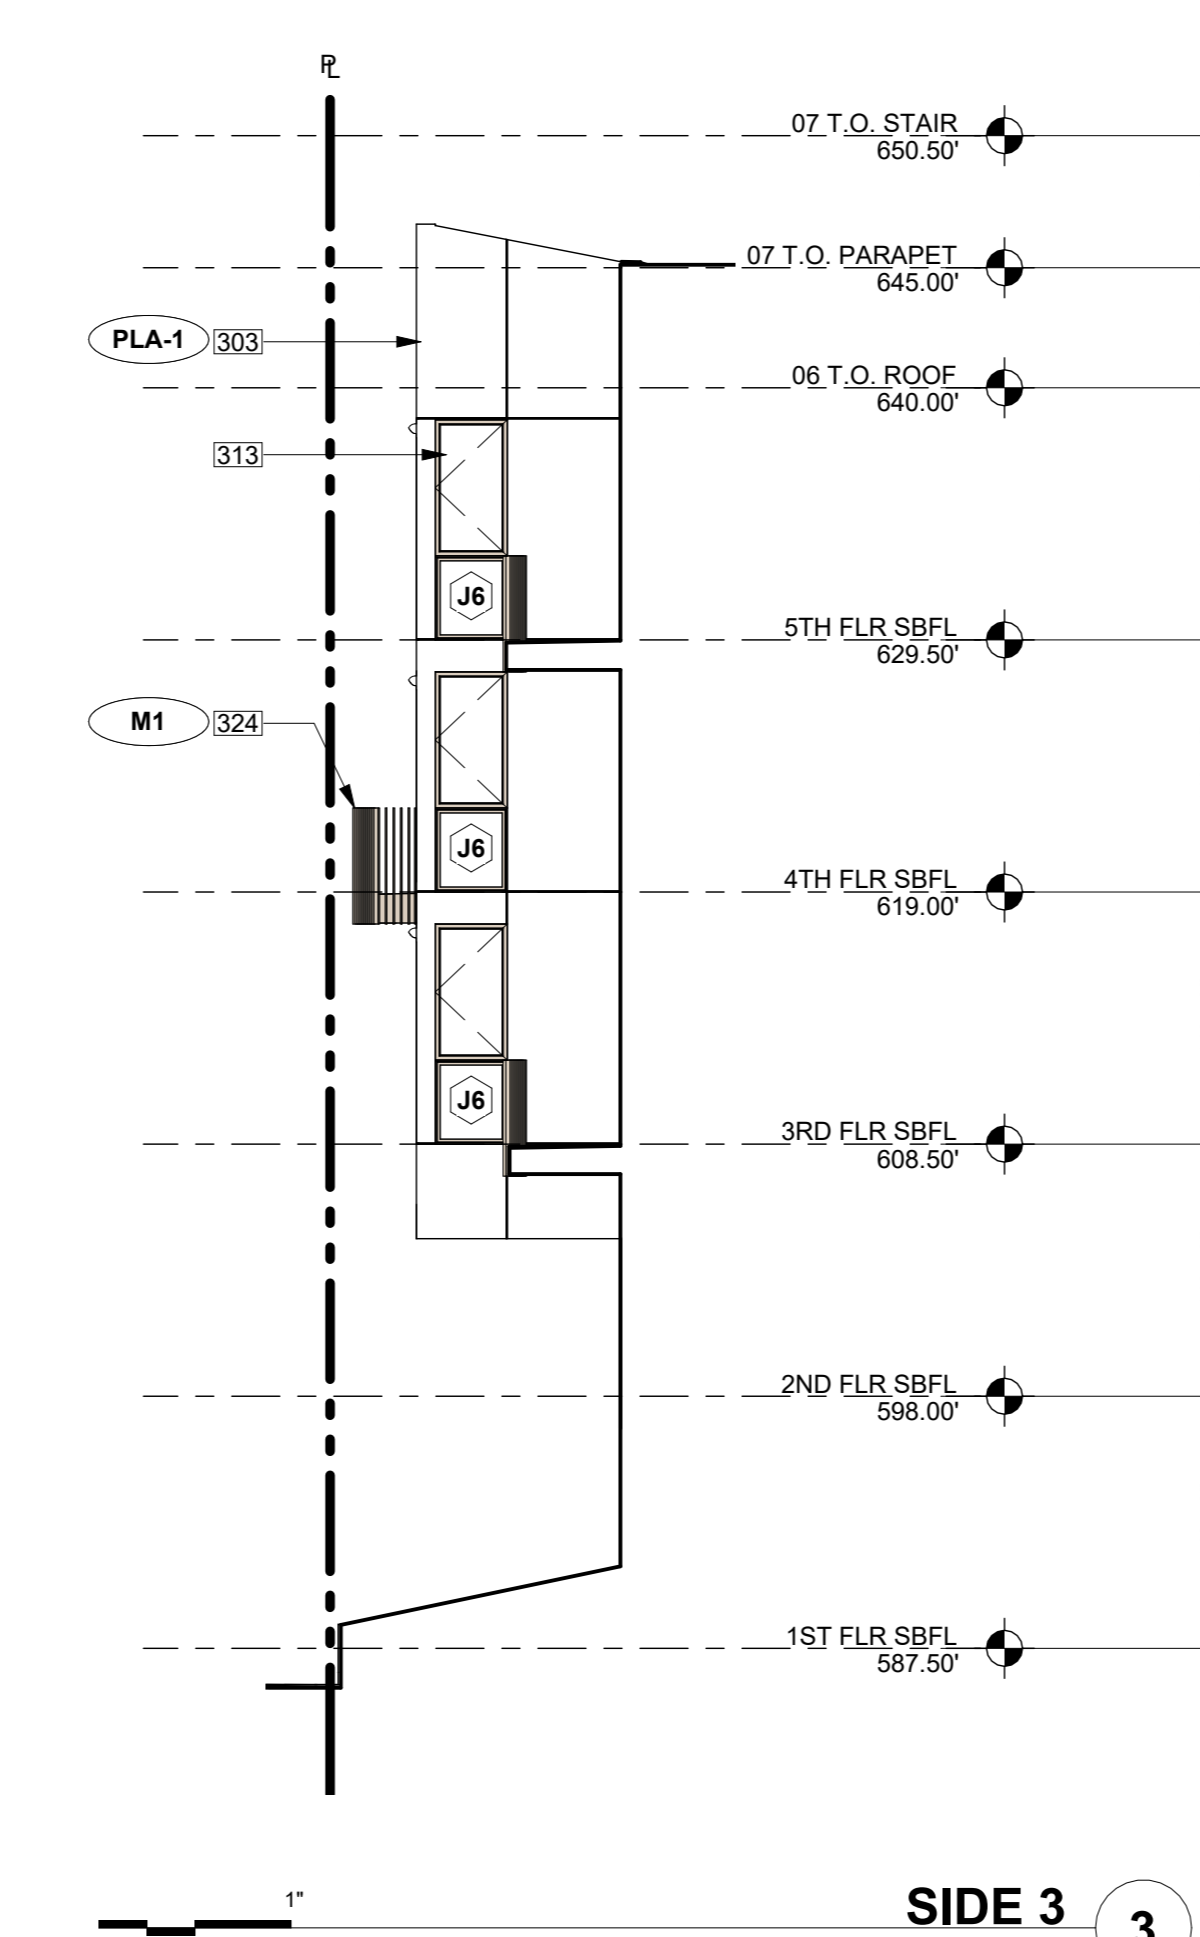 PL
07 T.O. STAIR
650.50'
07 T.O. PARAPET
645.00'
PLA-1 303
06 T.O. ROOF
640.00'
313
J6
5TH FLR SBFL
629.50'
M1 324
J6
4TH FLR SBFL
619.00'
J6
3RD FLR SBFL
608.50'
2ND FLR SBFL
598.00'
1ST FLR SBFL
587.50'
1"
SIDE 3 3